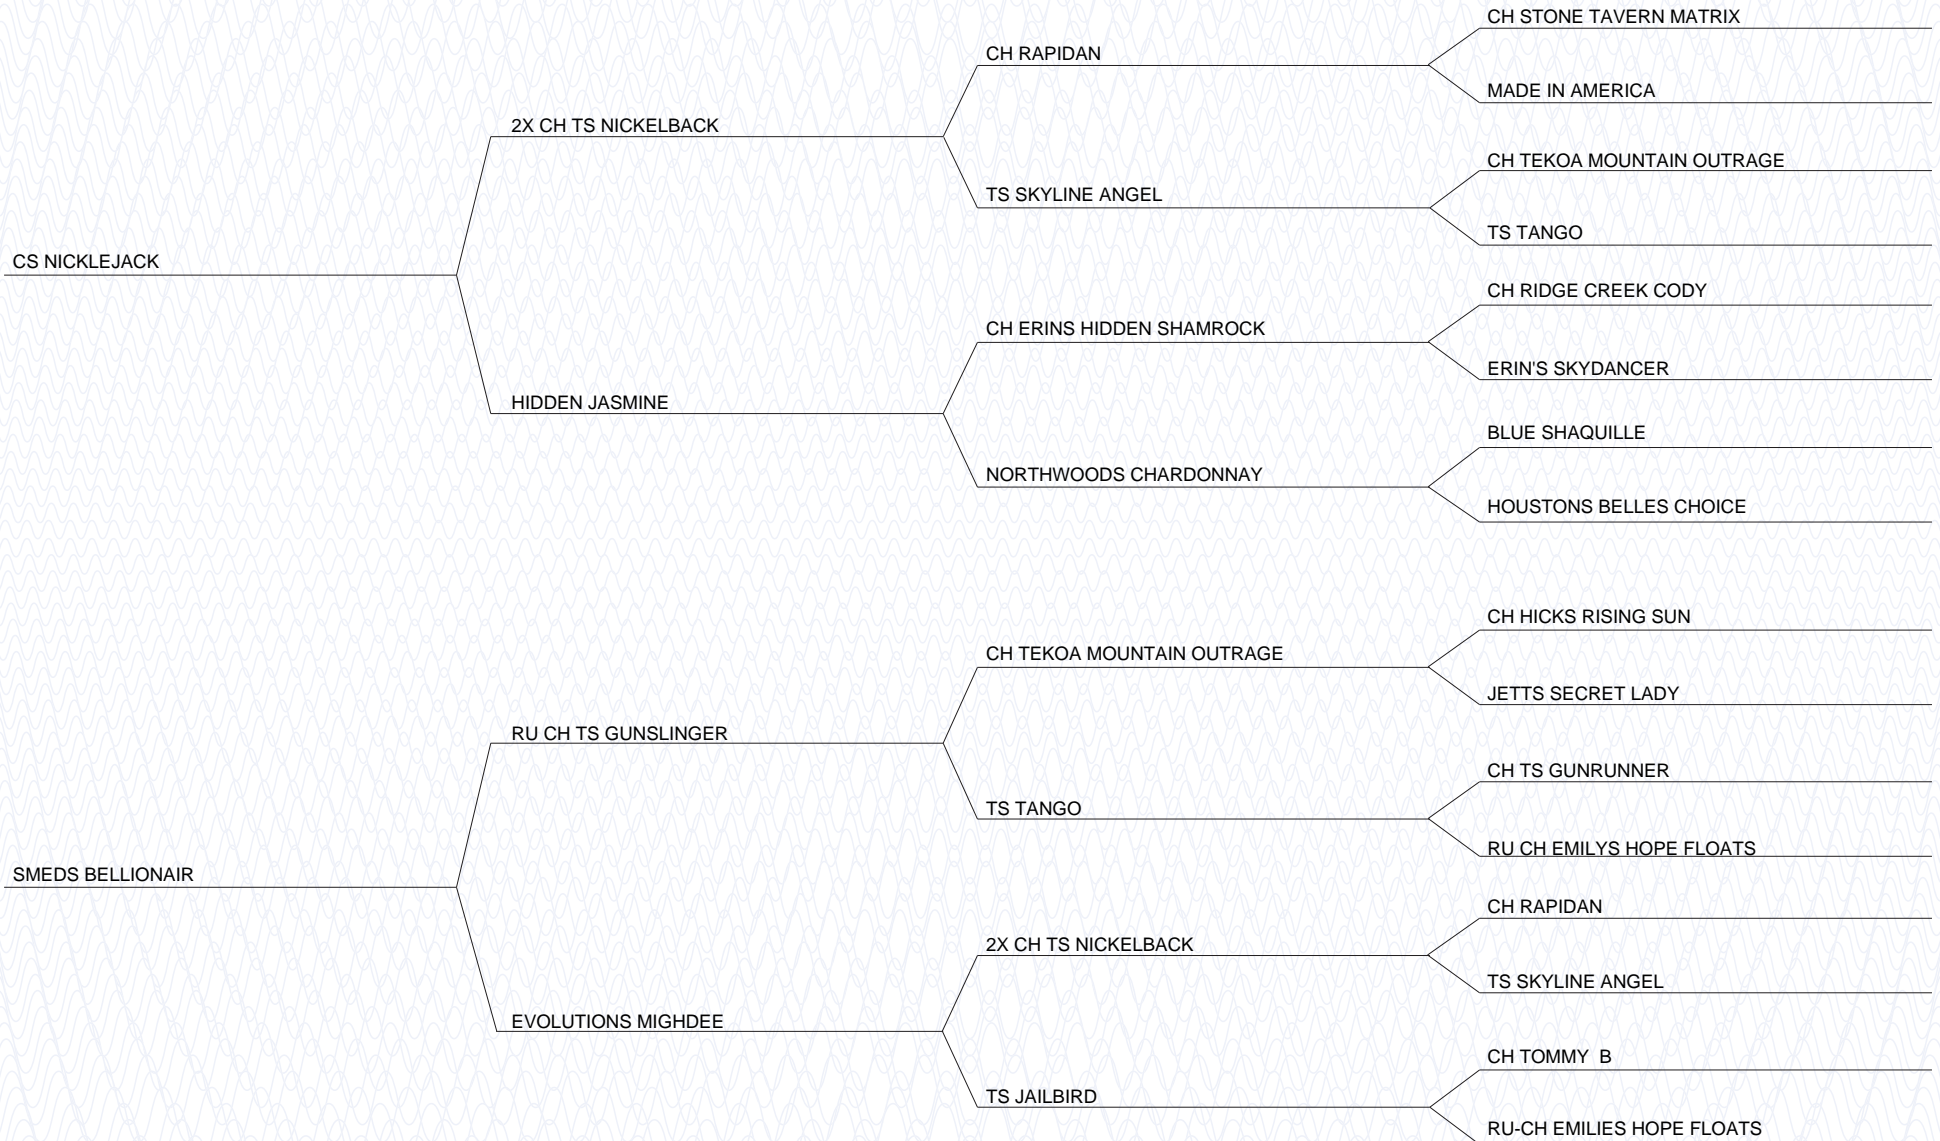 CH STONE TAVERN MATRIX
CH RAPIDAN
MADE IN AMERICA
2X CH TS NICKELBACK
CH TEKOA MOUNTAIN OUTRAGE
TS SKYLINE ANGEL
TS TANGO
CS NICKLEJACK
CH RIDGE CREEK CODY
CH ERINS HIDDEN SHAMROCK
ERIN'S SKYDANCER
HIDDEN JASMINE
BLUE SHAQUILLE
NORTHWOODS CHARDONNAY
HOUSTONS BELLES CHOICE
CH HICKS RISING SUN
CH TEKOA MOUNTAIN OUTRAGE
JETTS SECRET LADY
RU CH TS GUNSLINGER
CH TS GUNRUNNER
TS TANGO
RU CH EMILYS HOPE FLOATS
SMEDS BELLIONAIR
CH RAPIDAN
2X CH TS NICKELBACK
TS SKYLINE ANGEL
EVOLUTIONS MIGHDEE
CH TOMMY  B
TS JAILBIRD
RU-CH EMILIES HOPE FLOATS